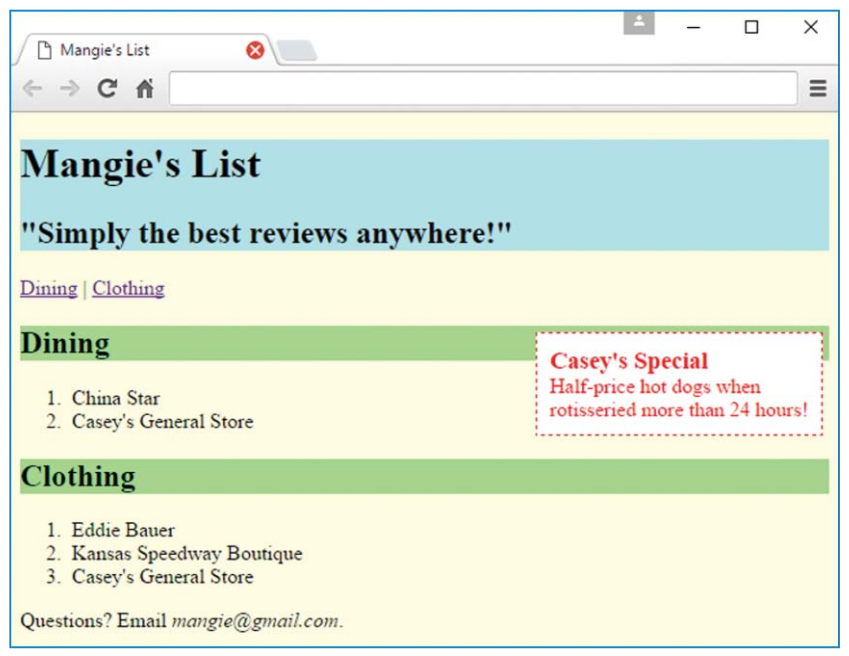 Mangie's List
Mangie's List
"Simply the best reviews anywhere!"
Dining | Clothing
Dining
1. China Star
2. Casey's General Store
Casey's Special
Half-price hot dogs when
rotisseried more than 24 hours!
Clothing
1. Eddie Bauer
2. Kansas Speedway Boutique
3. Casey's General Store
Questions? Email mangie@gmail.com.